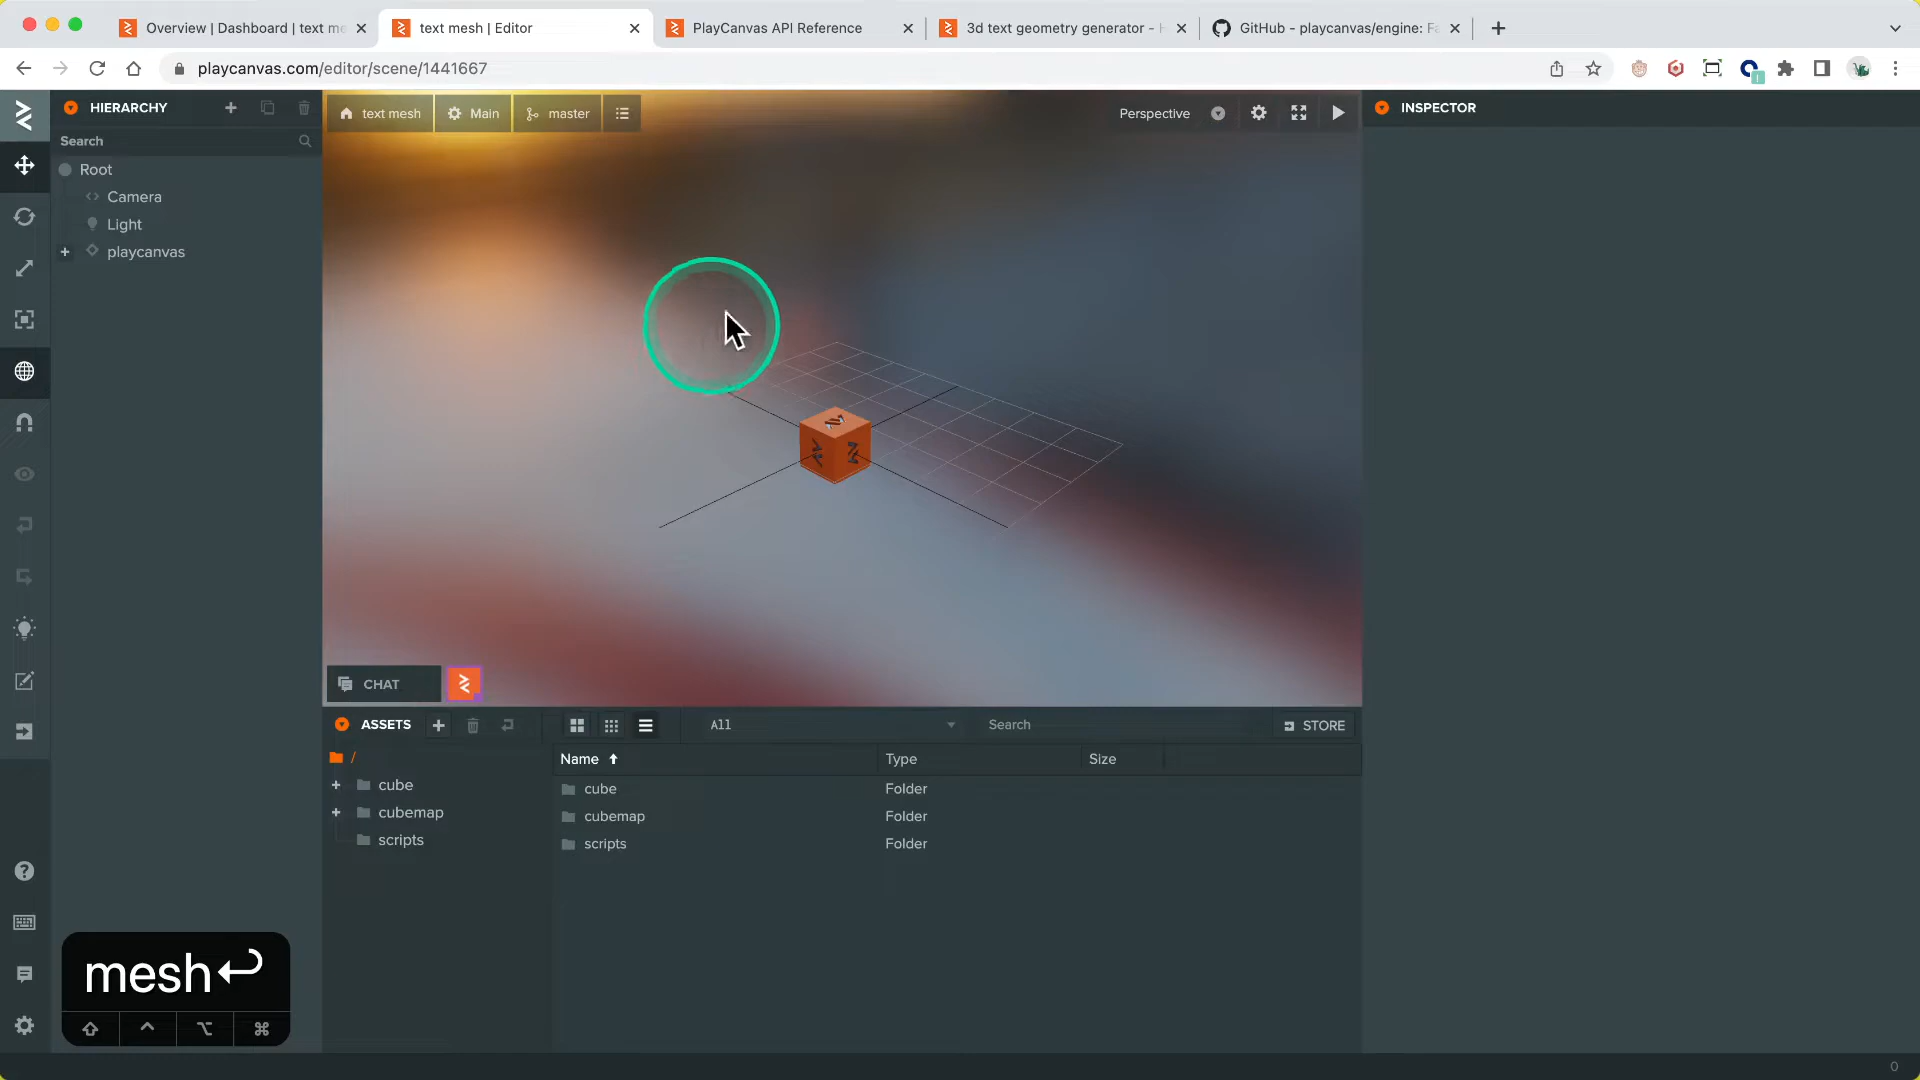 Overview | Dashboard | text me
text mesh | Editor
PlayCanvas API Reference
3d text geometry generator -
GitHub - playcanvas/engine: Fa
playcanvas.com/editor/scene/1441667
HIERARCHY
text mesh
Main
master
Perspective
INSPECTOR
Search
Root
Camera
Light
playcanvas
CHAT
ASSETS
All
Search
STORE
/
Name
Type
Size
cube
cubemap
scripts
cube
Folder
cubemap
Folder
scripts
Folder
mesh
0